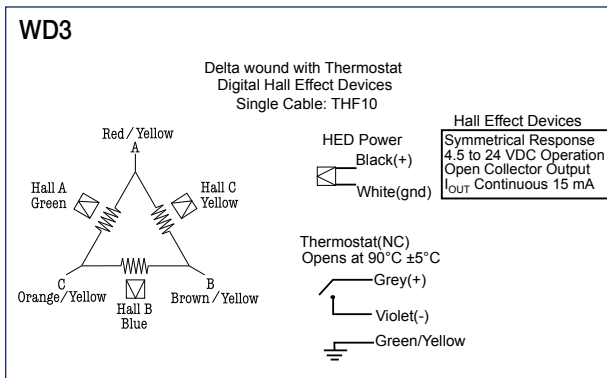 WD3
Delta wound with Thermostat
Digital Hall Effect Devices
Single Cable: THF10
Red/Yellow
A
Hall A
Green
Hall C
Yellow
C
Orange/Yellow
Hall B
Blue
B
Brown/Yellow
HED Power
Black(+)
White(gnd)
Hall Effect Devices
Symmetrical Response
4.5 to 24 VDC Operation
Open Collector Output
IOUT Continuous 15 mA
Thermostat(NC)
Opens at 90°C ±5°C
Grey(+)
Violet(-)
Green/Yellow